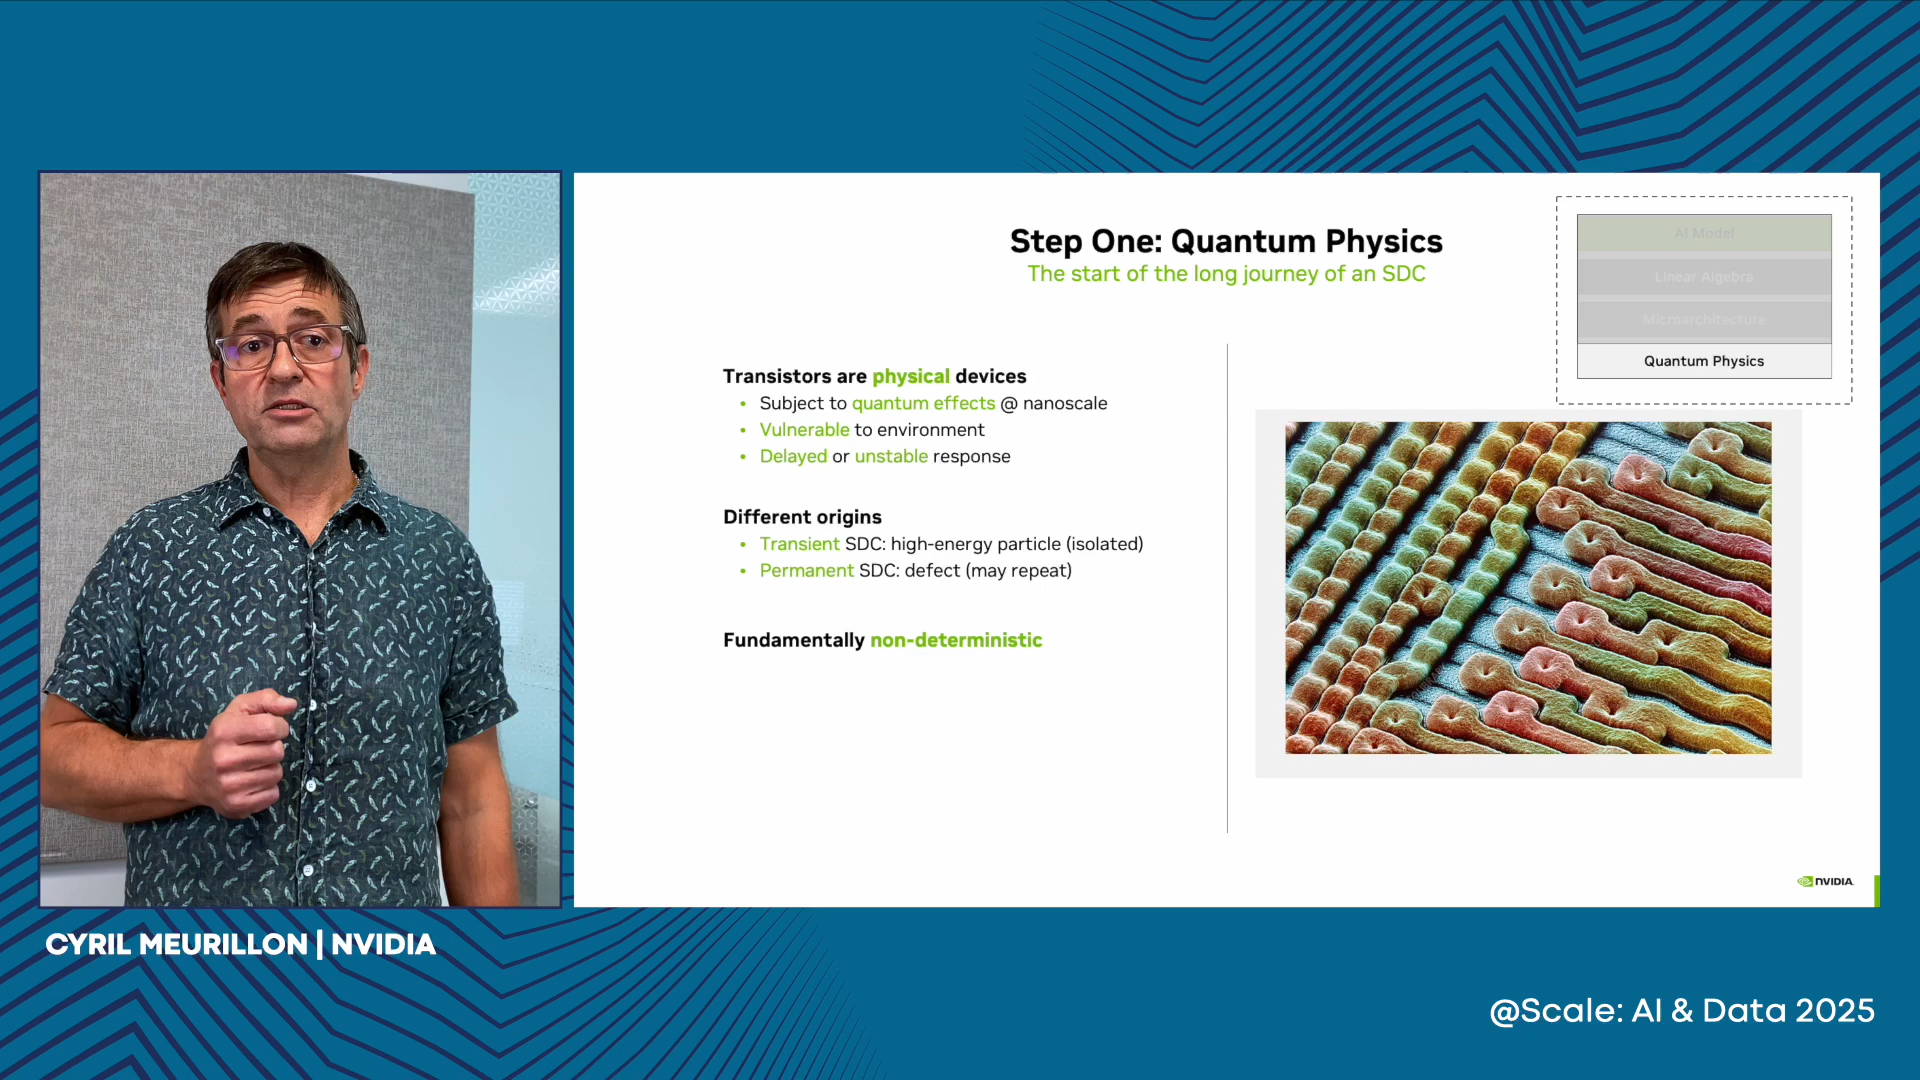 Step One: Quantum Physics
The start of the long journey of an SDC
AI Model
Linear Algebra
Microarchitecture
Quantum Physics
Transistors are physical devices
• Subject to quantum effects @ nanoscale
• Vulnerable to environment
• Delayed or unstable response
Different origins
• Transient SDC: high-energy particle (isolated)
• Permanent SDC: defect (may repeat)
Fundamentally non-deterministic
NVIDIA.
CYRIL MEURILLON | NVIDIA
@Scale: AI & Data 2025